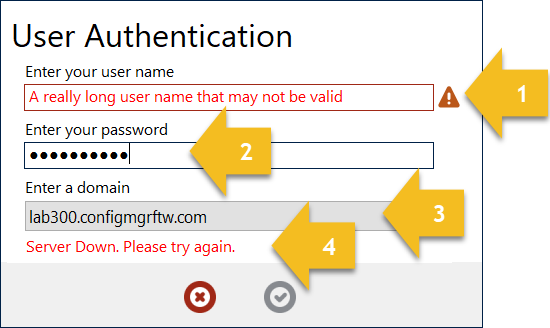 User Authentication
Enter your user name
A really long user name that may not be valid
1
Enter your password
2
Enter a domain
lab300.configmgrftw.com
3
Server Down. Please try again.
4